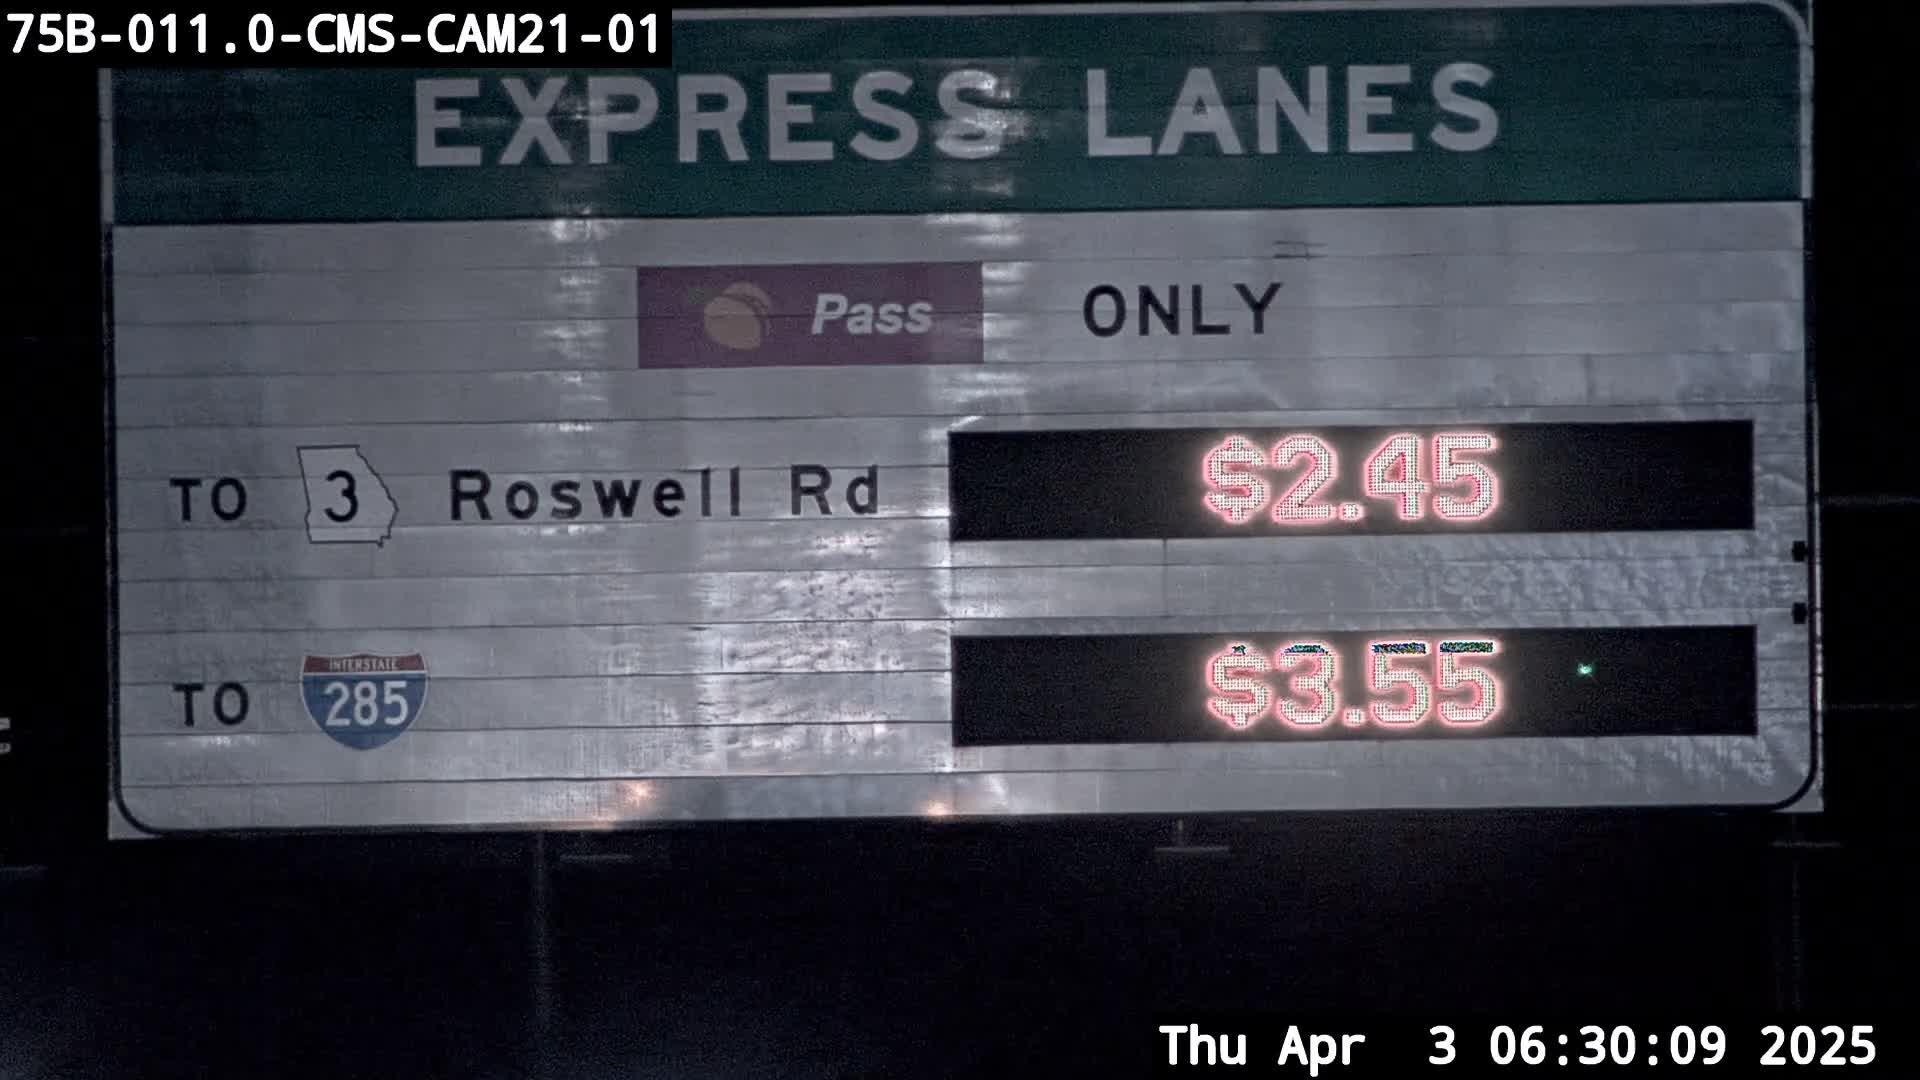 75B-011.0-CMS-CAM21-01
EXPRESS LANES
Pass ONLY
TO 3 Roswell Rd $2.45
TO INTERSTATE 285 $3.55
Thu Apr 3 06:30:09 2025